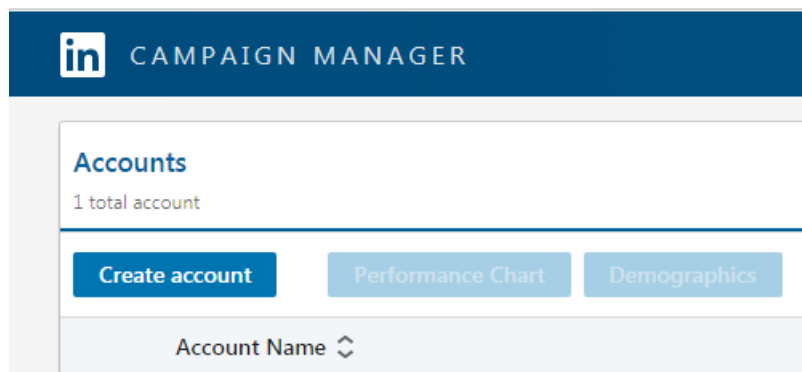 in CAMPAIGN MANAGER
Accounts
1 total account
Create account Performance Chart Demographics
Account Name